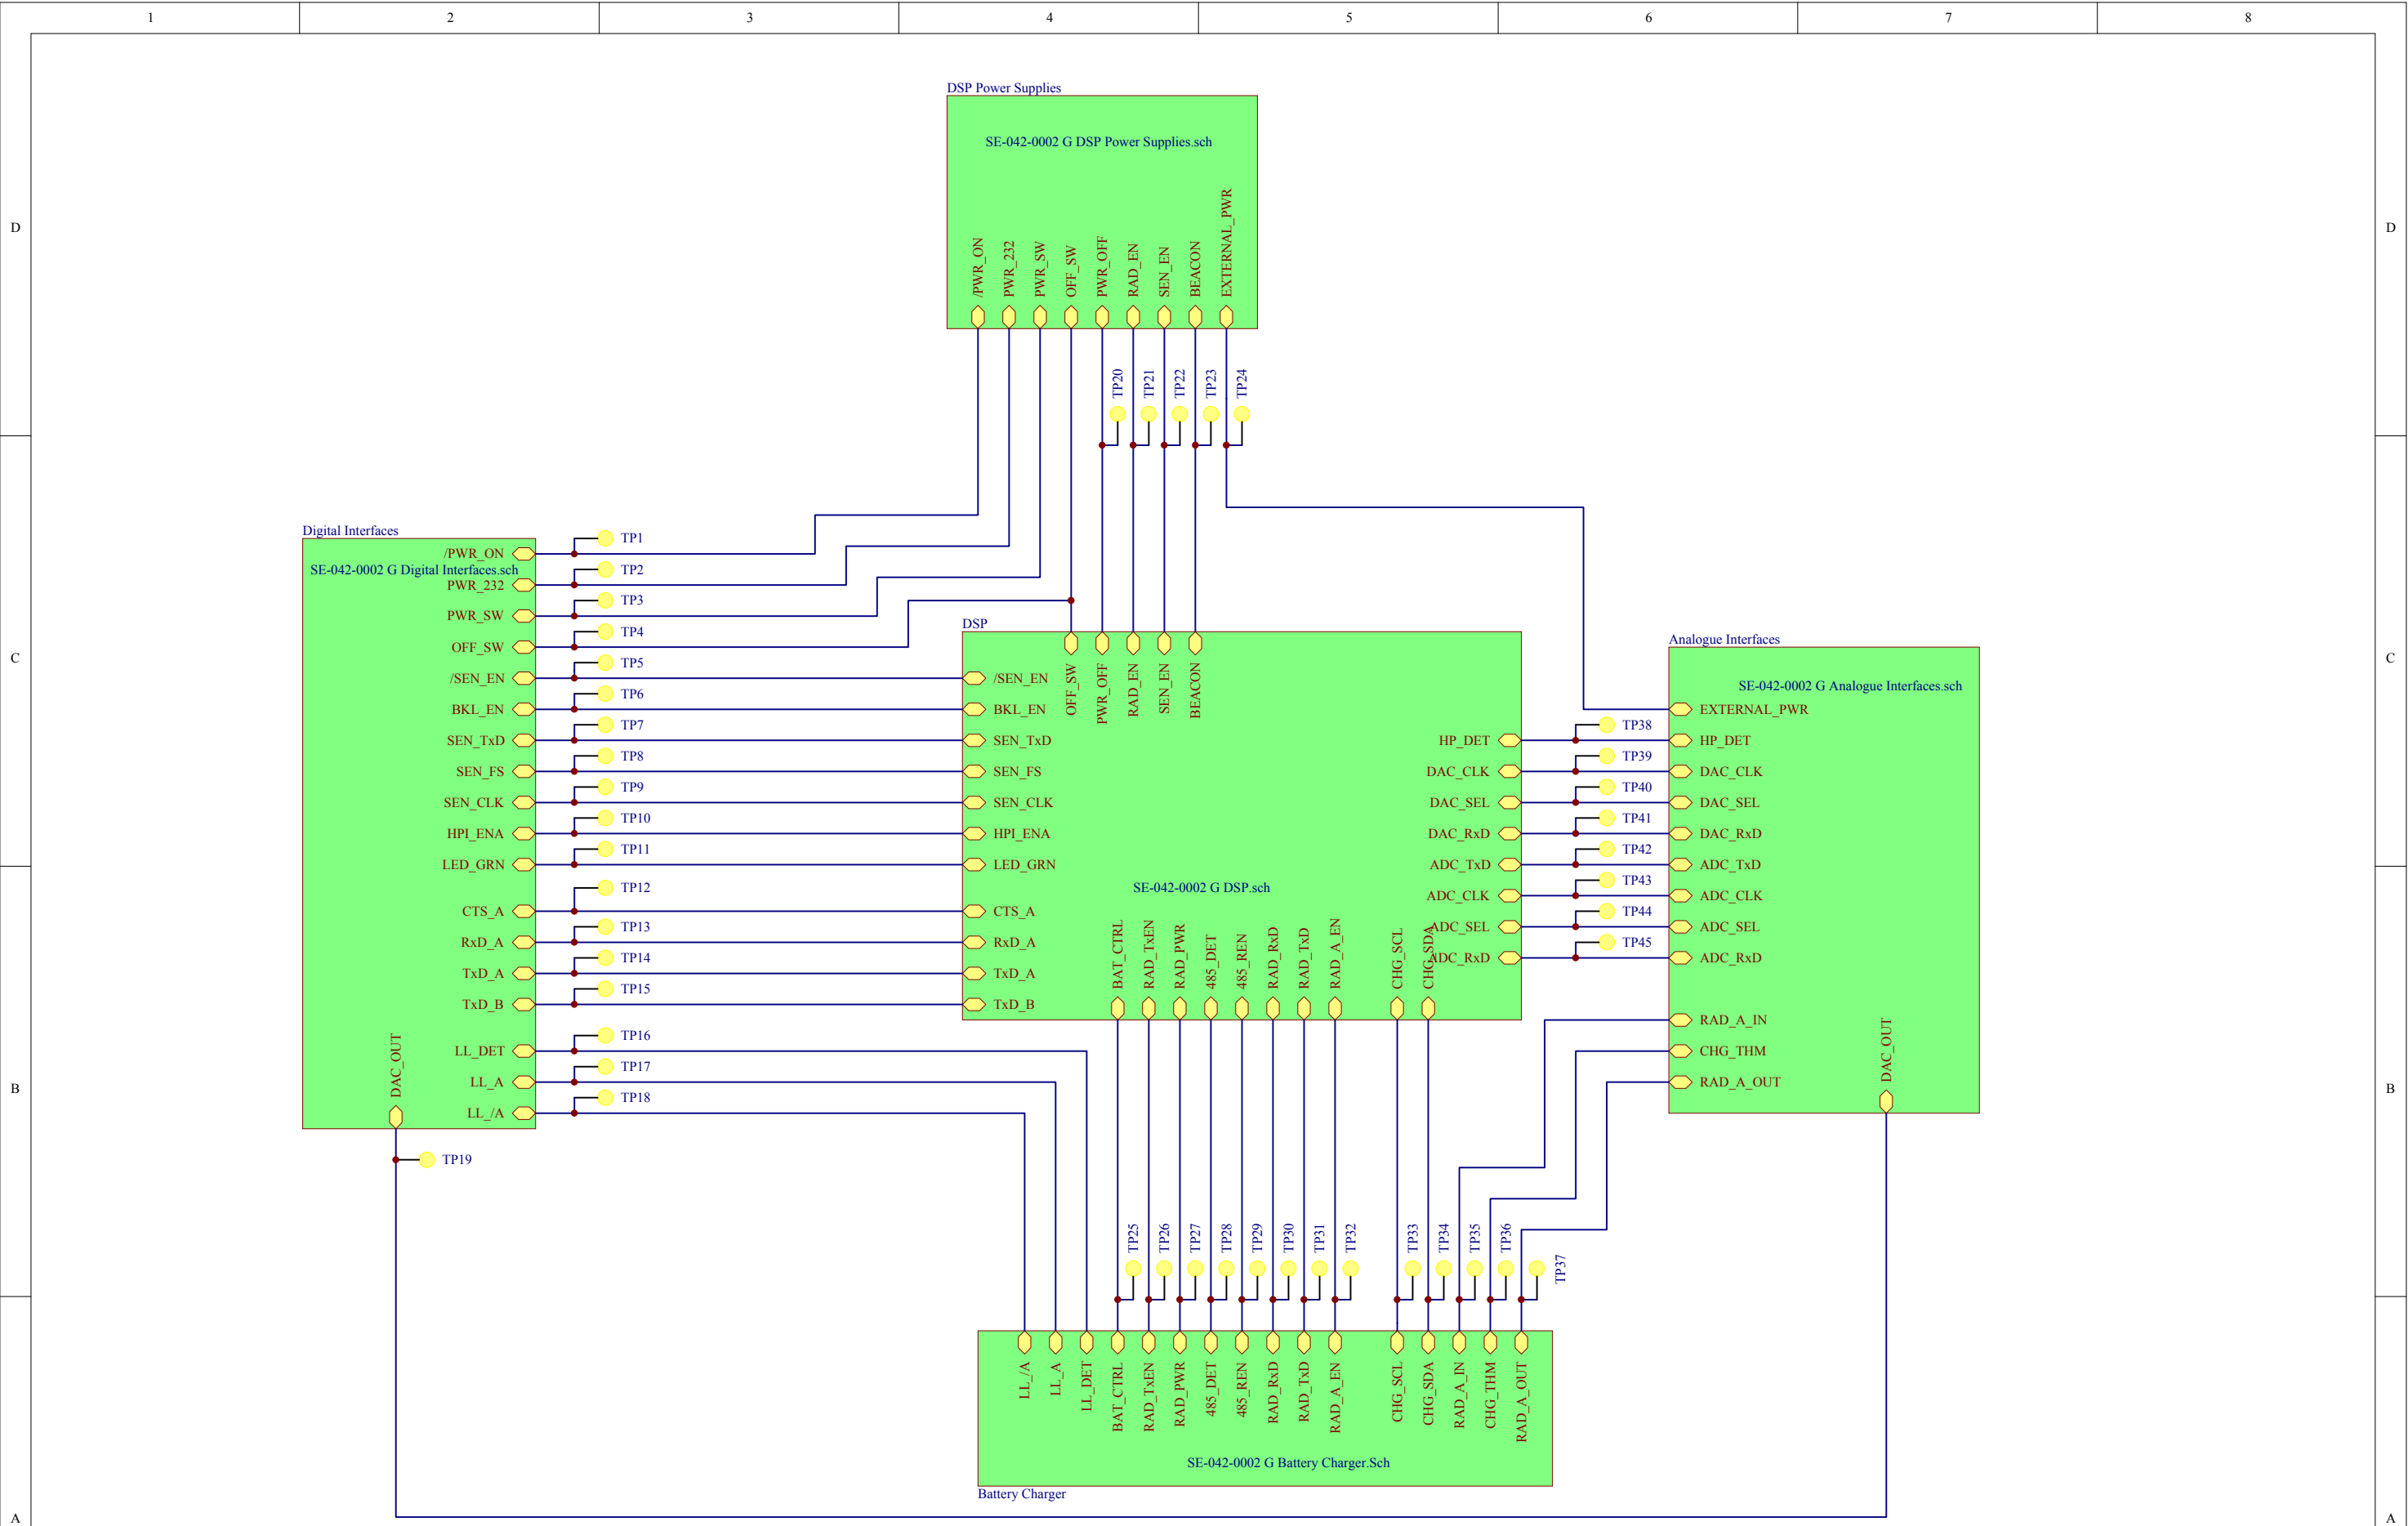 1 2 3 4 5 6 7 8
DSP Power Supplies
SE-042-0002 G DSP Power Supplies.sch
D
D
/PWR_ON
PWR_232
PWR_SW
OFF_SW
PWR_OFF
RAD_EN
SEN_EN
BEACON
EXTERNAL_PWR
TP20
TP21
TP22
TP23
TP24
Digital Interfaces
/PWR_ON
SE-042-0002 G Digital Interfaces.sch
PWR_232
PWR_SW
OFF_SW
/SEN_EN
BKL_EN
SEN_TxD
SEN_FS
SEN_CLK
HPI_ENA
LED_GRN
CTS_A
RxD_A
TxD_A
TxD_B
LL_DET
LL_A
LL_/A
DAC_OUT
TP1
TP2
TP3
TP4
TP5
TP6
TP7
TP8
TP9
TP10
TP11
TP12
TP13
TP14
TP15
TP16
TP17
TP18
TP19
C
C
DSP
OFF_SW
PWR_OFF
RAD_EN
SEN_EN
BEACON
/SEN_EN
BKL_EN
SEN_TxD
SEN_FS
SEN_CLK
HPI_ENA
LED_GRN
SE-042-0002 G DSP.sch
CTS_A
RxD_A
TxD_A
TxD_B
HP_DET
DAC_CLK
DAC_SEL
DAC_RxD
ADC_TxD
ADC_CLK
ADC_SEL
ADC_RxD
BAT_CTRL
RAD_TxEN
RAD_PWR
485_DET
485_REN
RAD_RxD
RAD_TxD
RAD_A_EN
CHG_SCL
CHG_SDA
TP38
TP39
TP40
TP41
TP42
TP43
TP44
TP45
Analogue Interfaces
SE-042-0002 G Analogue Interfaces.sch
EXTERNAL_PWR
HP_DET
DAC_CLK
DAC_SEL
DAC_RxD
ADC_TxD
ADC_CLK
ADC_SEL
ADC_RxD
RAD_A_IN
CHG_THM
RAD_A_OUT
DAC_OUT
B
B
TP25
TP26
TP27
TP28
TP29
TP30
TP31
TP32
TP33
TP34
TP35
TP36
TP37
LL_/A
LL_A
LL_DET
BAT_CTRL
RAD_TxEN
RAD_PWR
485_DET
485_REN
RAD_RxD
RAD_TxD
RAD_A_EN
CHG_SCL
CHG_SDA
RAD_A_IN
CHG_THM
RAD_A_OUT
SE-042-0002 G Battery Charger.Sch
Battery Charger
A
A